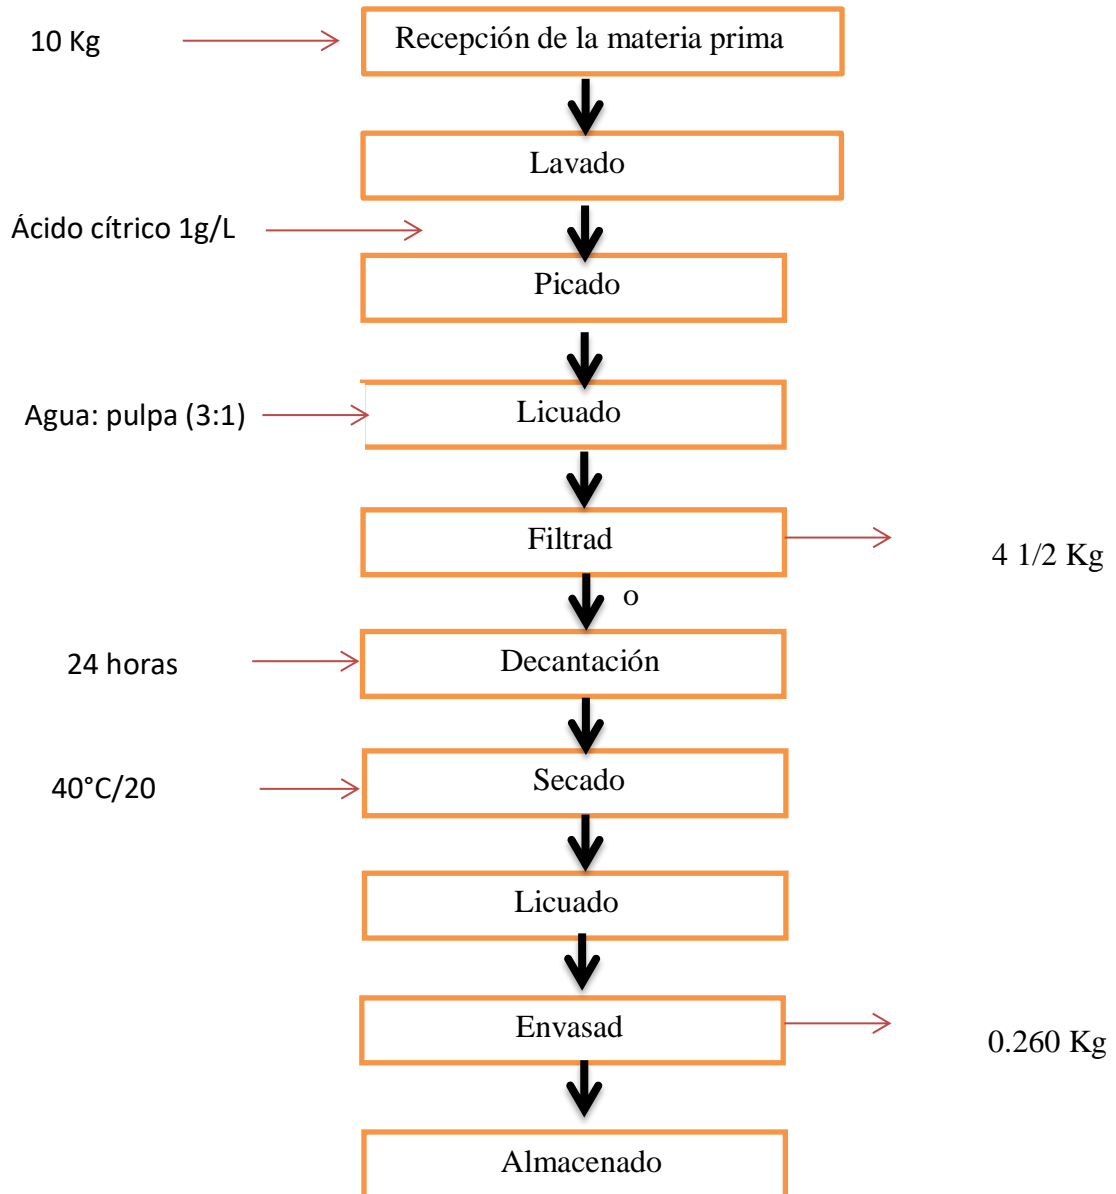 10 Kg
Recepción de la materia prima
Lavado
Ácido cítrico 1g/L
Picado
Agua: pulpa (3:1)
Licuado
Filtrad
4 1/2 Kg
o
24 horas
Decantación
40°C/20
Secado
Licuado
Envasad
0.260 Kg
Almacenado